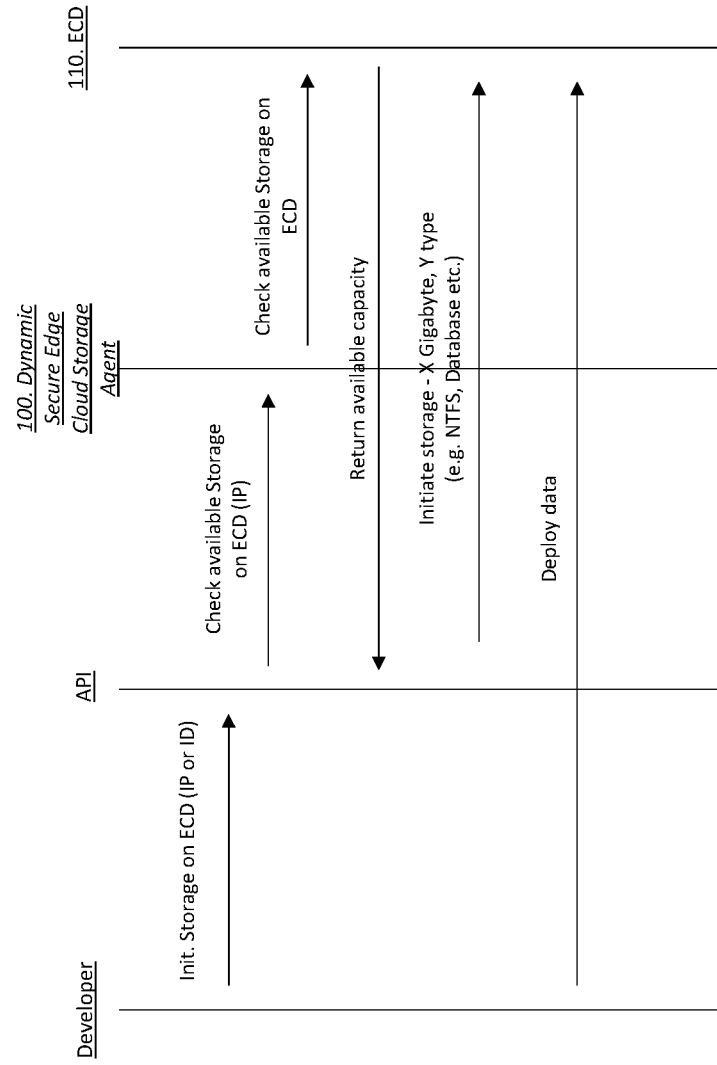 Developer
API
100. Dynamic
Secure Edge
Cloud Storage
Agent
110. ECD
Init. Storage on ECD (IP or ID)
Check available Storage
on ECD (IP)
Check available Storage on
ECD
Return available capacity
Initiate storage - X Gigabyte, Y type
(e.g. NTFS, Database etc.)
Deploy data